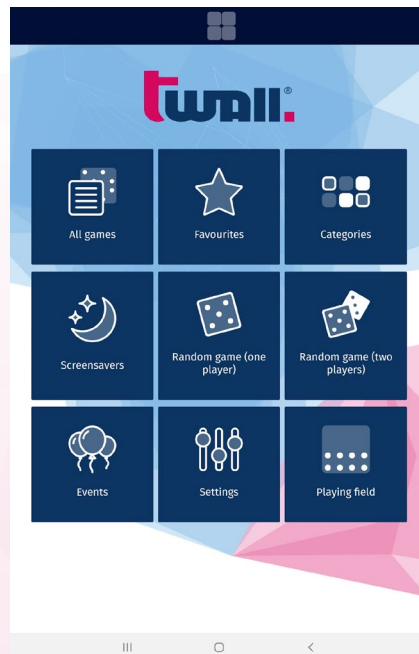 twall.®
All games
Favourites
Categories
Screensavers
Random game (one
player)
Random game (two
players)
Events
Settings
Playing field